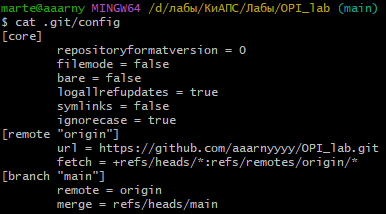 marte@aaarny MINGW64 /d/лабы/КиАПС/Лабы/OPI_lab (main)
$ cat .git/config
[core]
        repositoryformatversion = 0
        filemode = false
        bare = false
        logallrefupdates = true
        symlinks = false
        ignorecase = true
[remote "origin"]
        url = https://github.com/aaarnyyyy/OPI_lab.git
        fetch = +refs/heads/*:refs/remotes/origin/*
[branch "main"]
        remote = origin
        merge = refs/heads/main